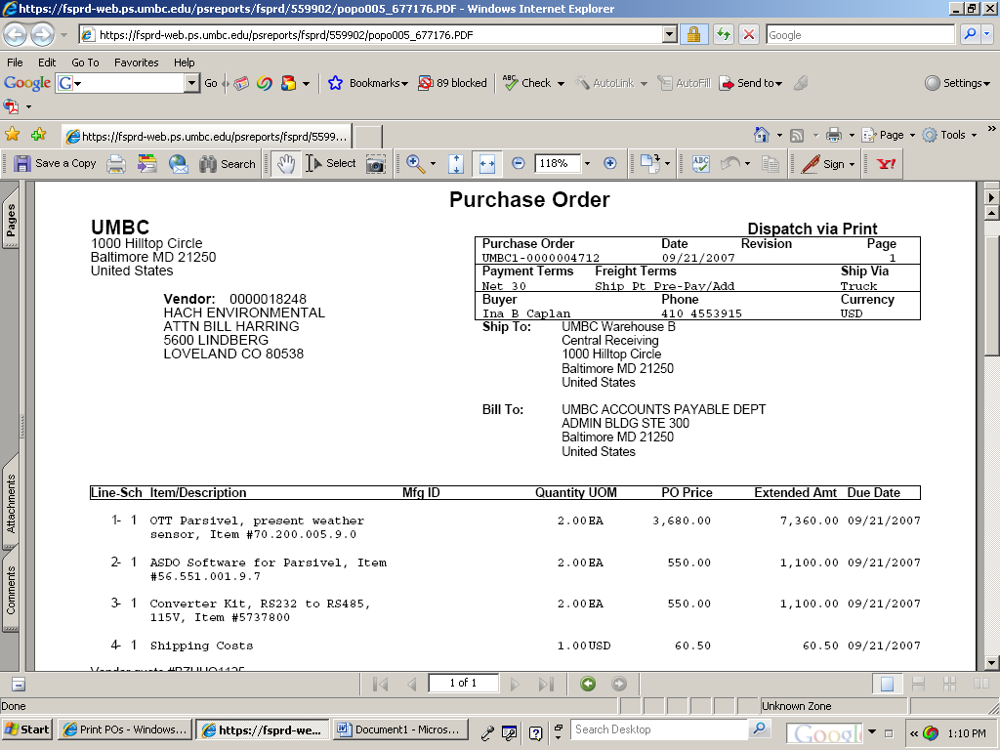 https://fsprd-web.ps.umbc.edu/psreports/fsprd/559902/popo005_677176.PDF - Windows Internet Explorer
https://fsprd-web.ps.umbc.edu/psreports/fsprd/559902/popo005_677176.PDF Google
File Edit Go To Favorites Help
Google G Go Bookmarks 89 blocked ABC Check AutoLink AutoFill Send to Settings
https://fsprd-web.ps.umbc.edu/psreports/fsprd/5599... Page Tools »
Save a Copy Search Select 118% ABC Sign Y!
Pages
Attachments
Comments
Purchase Order
UMBC
1000 Hilltop Circle
Baltimore MD 21250
United States
Dispatch via Print
Purchase Order Date Revision Page
UMBC1-0000004712 09/21/2007 1
Payment Terms Freight Terms Ship Via
Net 30 Ship Pt Pre-Pay/Add Truck
Buyer Phone Currency
Ina B Caplan 410 4553915 USD
Vendor: 0000018248
HACH ENVIRONMENTAL
ATTN BILL HARRING
5600 LINDBERG
LOVELAND CO 80538
Ship To: UMBC Warehouse B
Central Receiving
1000 Hilltop Circle
Baltimore MD 21250
United States
Bill To: UMBC ACCOUNTS PAYABLE DEPT
ADMIN BLDG STE 300
Baltimore MD 21250
United States
Line-Sch Item/Description Mfg ID Quantity UOM PO Price Extended Amt Due Date
1- 1 OTT Parsivel, present weather 2.00EA 3,680.00 7,360.00 09/21/2007
sensor, Item #70.200.005.9.0
2- 1 ASDO Software for Parsivel, Item 2.00EA 550.00 1,100.00 09/21/2007
#56.551.001.9.7
3- 1 Converter Kit, RS232 to RS485, 2.00EA 550.00 1,100.00 09/21/2007
115V, Item #5737800
4- 1 Shipping Costs 1.00USD 60.50 60.50 09/21/2007
Vendor quote
1 of 1
Done Unknown Zone
Start Print POs - Windows... https://fsprd-we... Document1 - Micros... Search Desktop Google « 1:10 PM